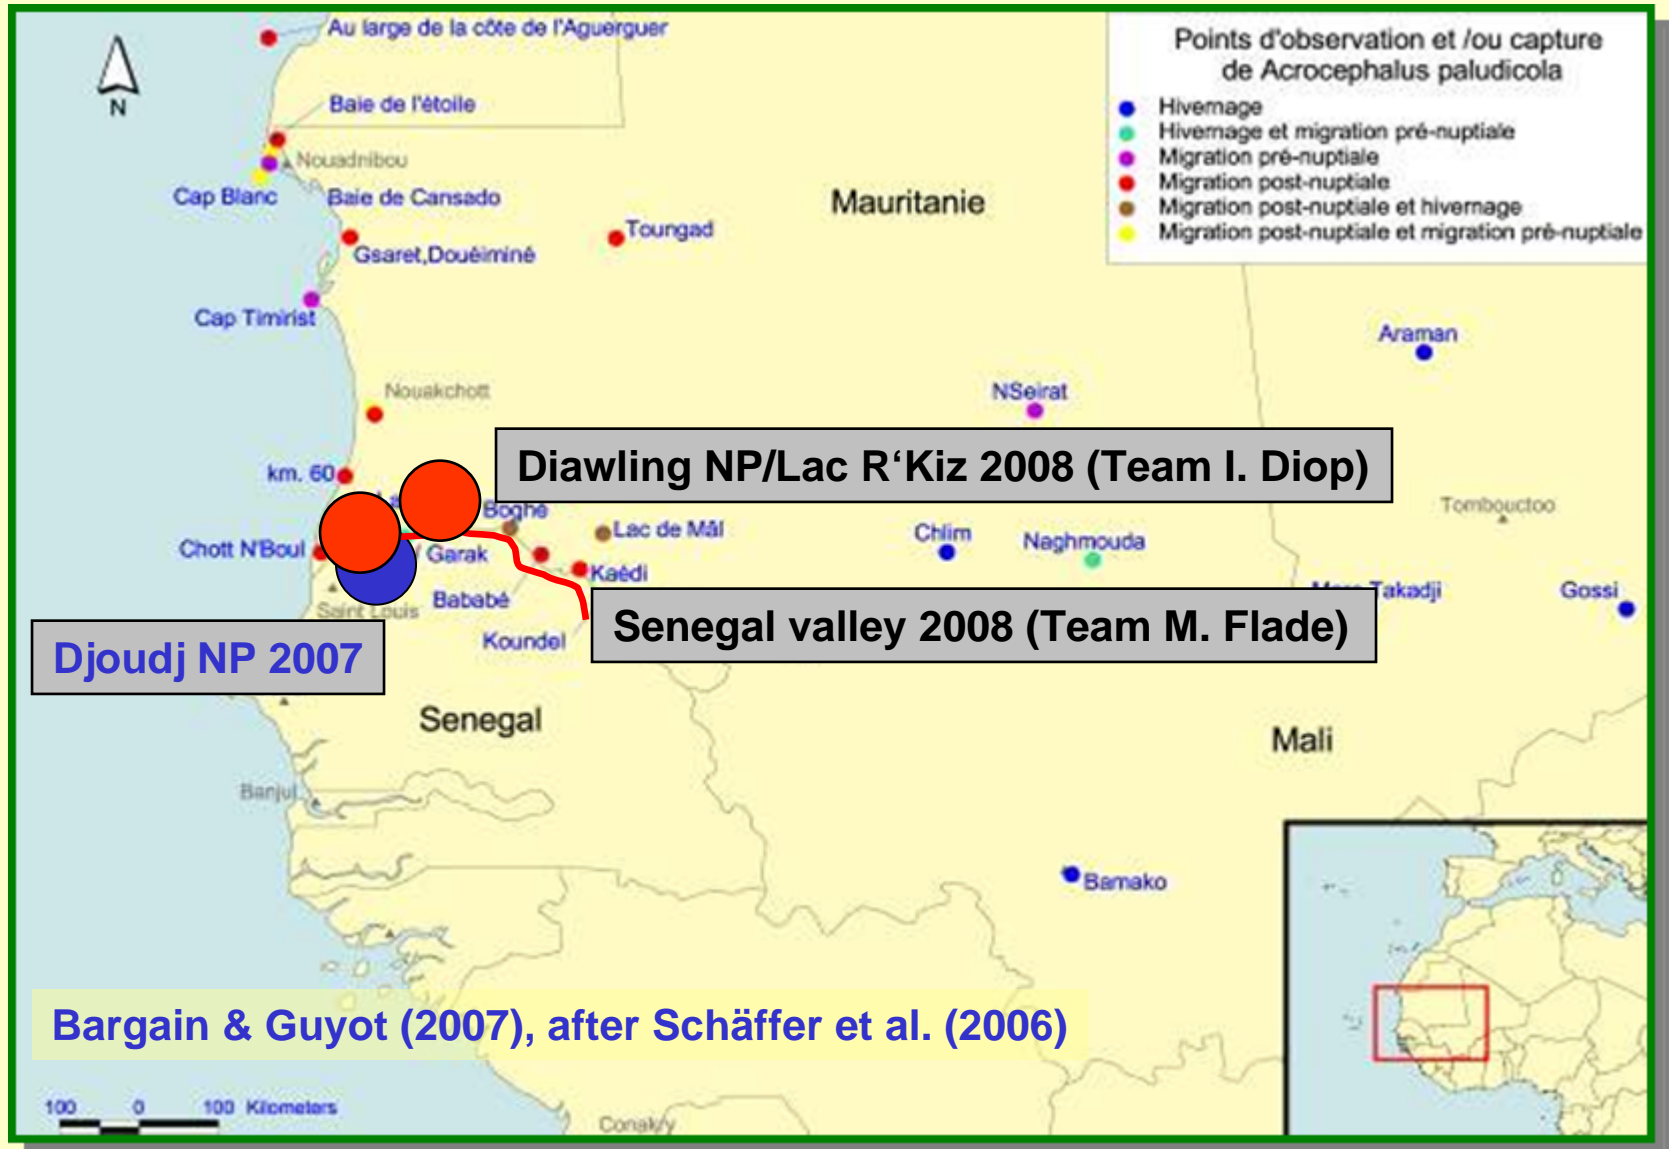 Au large de la côte de l'Aguerguer
Points d'observation et /ou capture
de Acrocephalus paludicola
Hivernage
Hivernage et migration pré-nuptiale
Migration pré-nuptiale
Migration post-nuptiale
Migration post-nuptiale et hivernage
Migration post-nuptiale et migration pré-nuptiale
N
Baie de l'étoile
Nouadnibou
Cap Blanc
Baie de Cansado
Mauritanie
Toungad
Gsaret,Douéiminé
Cap Timirist
Araman
Nouakchott
NSeirat
Diawling NP/Lac R'Kiz 2008 (Team I. Diop)
km. 60
Boghé
Tombouctoo
Lac de Mâl
Chlim
Naghmouda
Chott N'Boul
Garak
Kaédi
Takadji
Gossi
Saint Louis
Bababé
Koundel
Senegal valley 2008 (Team M. Flade)
Djoudj NP 2007
Senegal
Mali
Banjul
Bamako
Bargain & Guyot (2007), after Schäffer et al. (2006)
100 0 100 Kilometers
Conakry